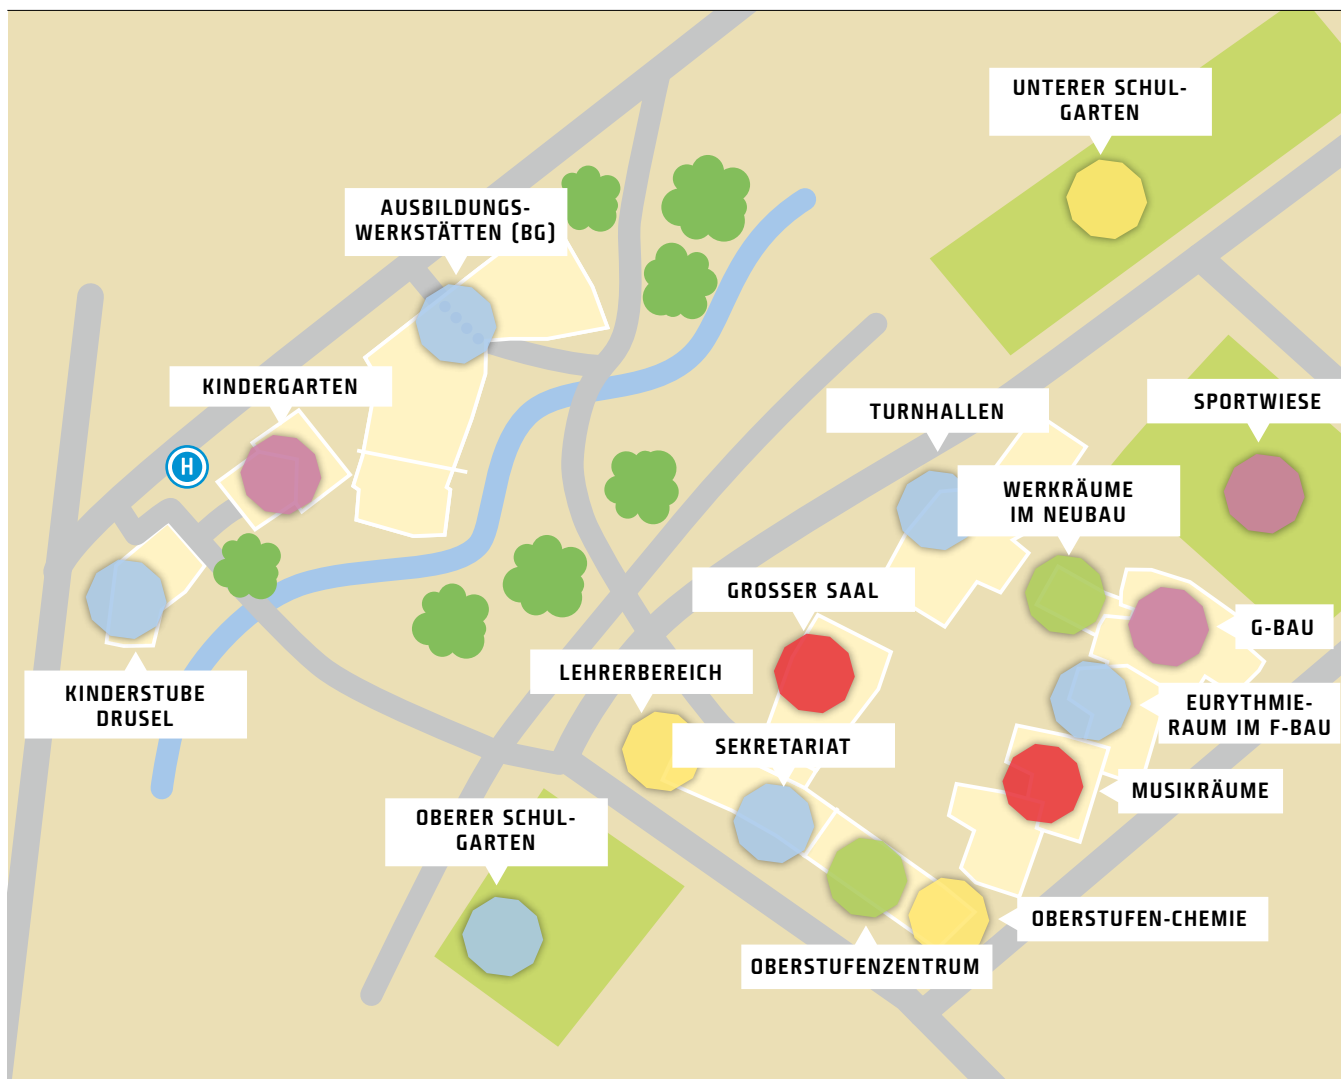 UNTERER SCHUL-
GARTEN
AUSBILDUNGS-
WERKSTÄTTEN (BG)
KINDERGARTEN
TURNHALLEN
SPORTWIESE
H
WERKRÄUME
IM NEUBAU
GROSSER SAAL
G-BAU
LEHRERBEREICH
KINDERSTUBE
DRUSEL
EURYTHMIE-
RAUM IM F-BAU
SEKRETARIAT
MUSIKRÄUME
OBERER SCHUL-
GARTEN
OBERSTUFEN-CHEMIE
OBERSTUFENZENTRUM